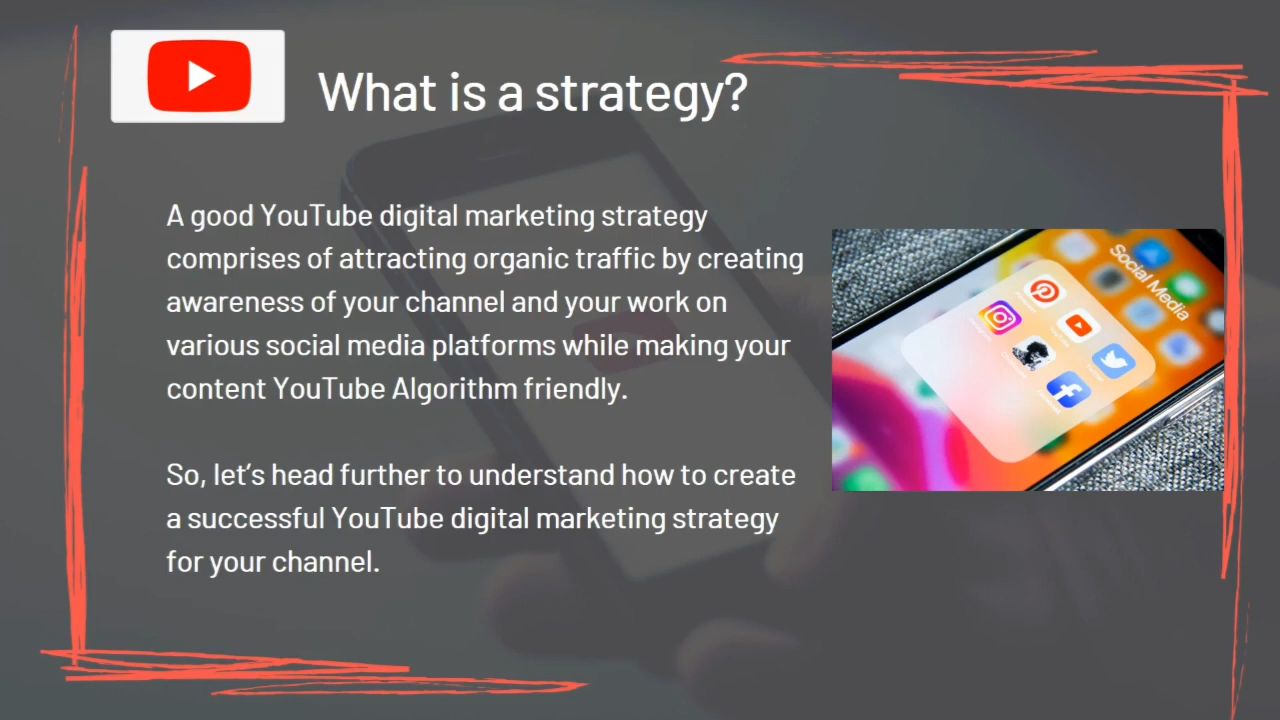 What is a strategy?
A good YouTube digital marketing strategy
comprises of attracting organic traffic by creating
awareness of your channel and your work on
various social media platforms while making your
content YouTube Algorithm friendly.
So, let's head further to understand how to create
a successful YouTube digital marketing strategy
for your channel.
Social Media